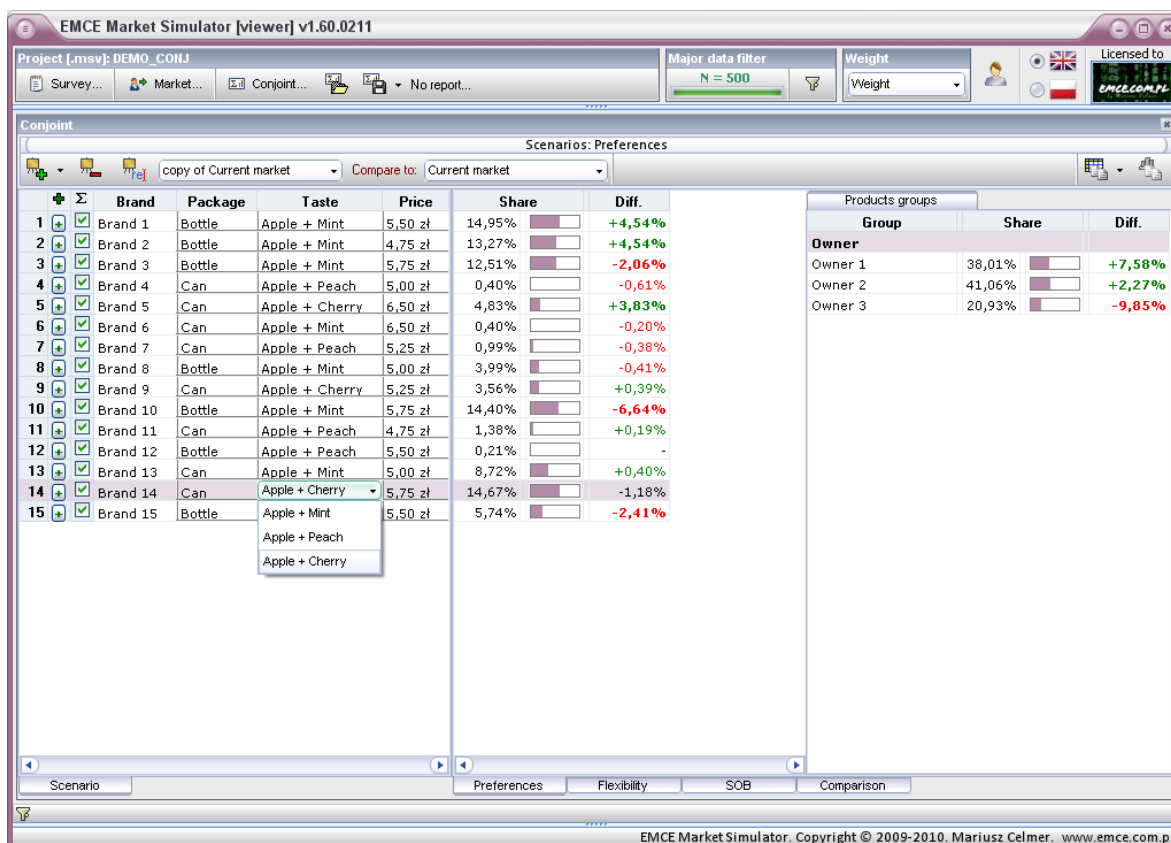 EMCE Market Simulator [viewer] v1.60.0211
Project [.msv]: DEMO_CONJ Major data filter Weight Licensed to
Survey... Market... Conjoint... No report... N = 500 Weight EMCE.COM.PL
Conjoint
Scenarios: Preferences
copy of Current market Compare to: Current market
Σ Brand Package Taste Price Share Diff. Products groups
1 Brand 1 Bottle Apple + Mint 5,50 zł 14,95% +4,54% Group Share Diff.
2 Brand 2 Bottle Apple + Mint 4,75 zł 13,27% +4,54% Owner
3 Brand 3 Bottle Apple + Mint 5,75 zł 12,51% -2,06% Owner 1 38,01% +7,58%
4 Brand 4 Can Apple + Peach 5,00 zł 0,40% -0,61% Owner 2 41,06% +2,27%
5 Brand 5 Can Apple + Cherry 6,50 zł 4,83% +3,83% Owner 3 20,93% -9,85%
6 Brand 6 Can Apple + Mint 6,50 zł 0,40% -0,20%
7 Brand 7 Can Apple + Peach 5,25 zł 0,99% -0,38%
8 Brand 8 Bottle Apple + Mint 5,00 zł 3,99% -0,41%
9 Brand 9 Can Apple + Cherry 5,25 zł 3,56% +0,39%
10 Brand 10 Bottle Apple + Mint 5,75 zł 14,40% -6,64%
11 Brand 11 Can Apple + Peach 4,75 zł 1,38% +0,19%
12 Brand 12 Bottle Apple + Peach 5,50 zł 0,21% -
13 Brand 13 Can Apple + Mint 5,00 zł 8,72% +0,40%
14 Brand 14 Can Apple + Cherry 5,75 zł 14,67% -1,18%
15 Brand 15 Bottle Apple + Mint 5,50 zł 5,74% -2,41%
Apple + Peach
Apple + Cherry
Scenario Preferences Flexibility SOB Comparison
EMCE Market Simulator. Copyright © 2009-2010. Mariusz Celmer. www.emce.com.p